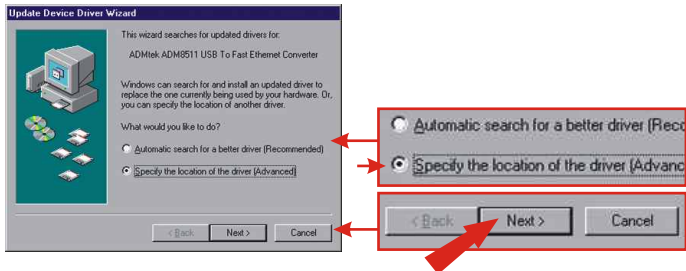 Update Device Driver Wizard
This wizard searches for updated drivers for:
ADMtek ADM8511 USB To Fast Ethernet Converter
Windows can search for and install an updated driver to
replace the one currently being used by your hardware. Or,
you can specify the location of another driver.
What would you like to do?
Automatic search for a better driver (Recommended)
Specify the location of the driver (Advanced)
< Back
Next >
Cancel
Automatic search for a better driver (Reco
Specify the location of the driver (Advanc
< Back
Next >
Cancel